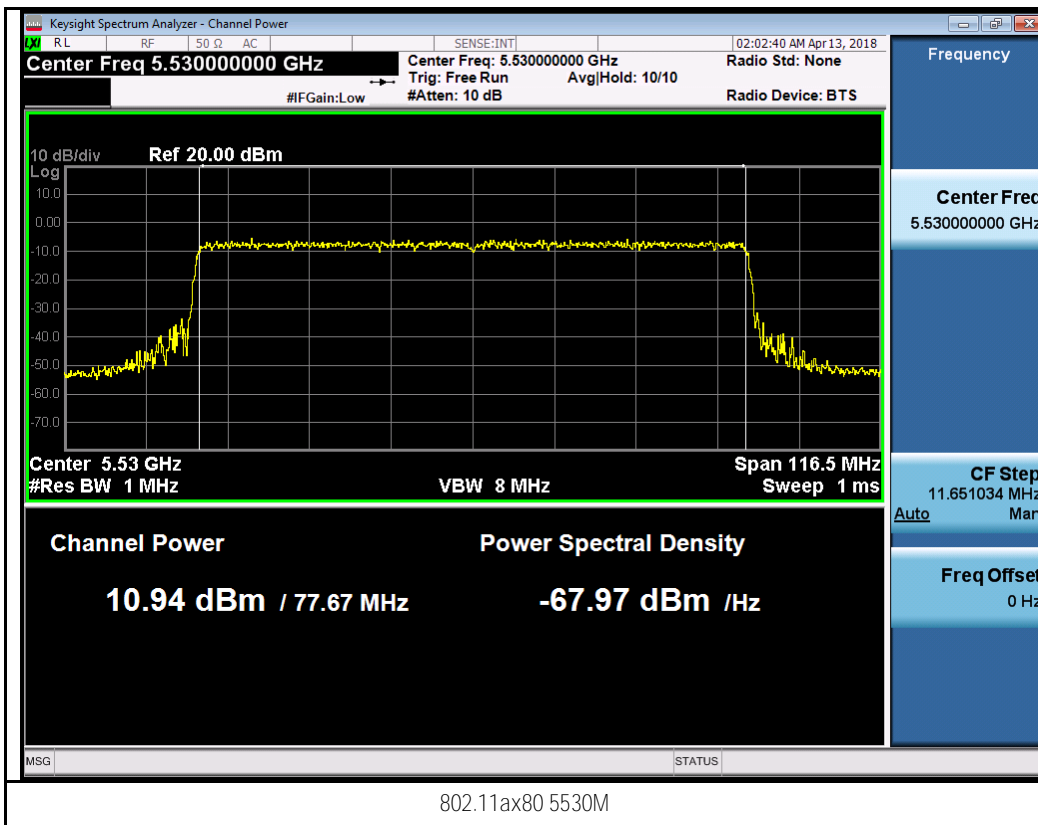 Keysight Spectrum Analyzer - Channel Power
LXI RL RF 50 Ω AC SENSE:INT 02:02:40 AM Apr 13, 2018
Center Freq 5.530000000 GHz
#IFGain:Low
Center Freq: 5.530000000 GHz
Trig: Free Run Avg|Hold: 10/10
#Atten: 10 dB
Radio Std: None
Radio Device: BTS
10 dB/div Ref 20.00 dBm
Log
10.0
0.00
-10.0
-20.0
-30.0
-40.0
-50.0
-60.0
-70.0
Center 5.53 GHz Span 116.5 MHz
#Res BW 1 MHz VBW 8 MHz Sweep 1 ms
Channel Power Power Spectral Density
10.94 dBm / 77.67 MHz -67.97 dBm /Hz
MSG STATUS
Frequency
Center Freq
5.530000000 GHz
CF Step
11.651034 MHz
Auto Man
Freq Offset
0 Hz
802.11ax80 5530M